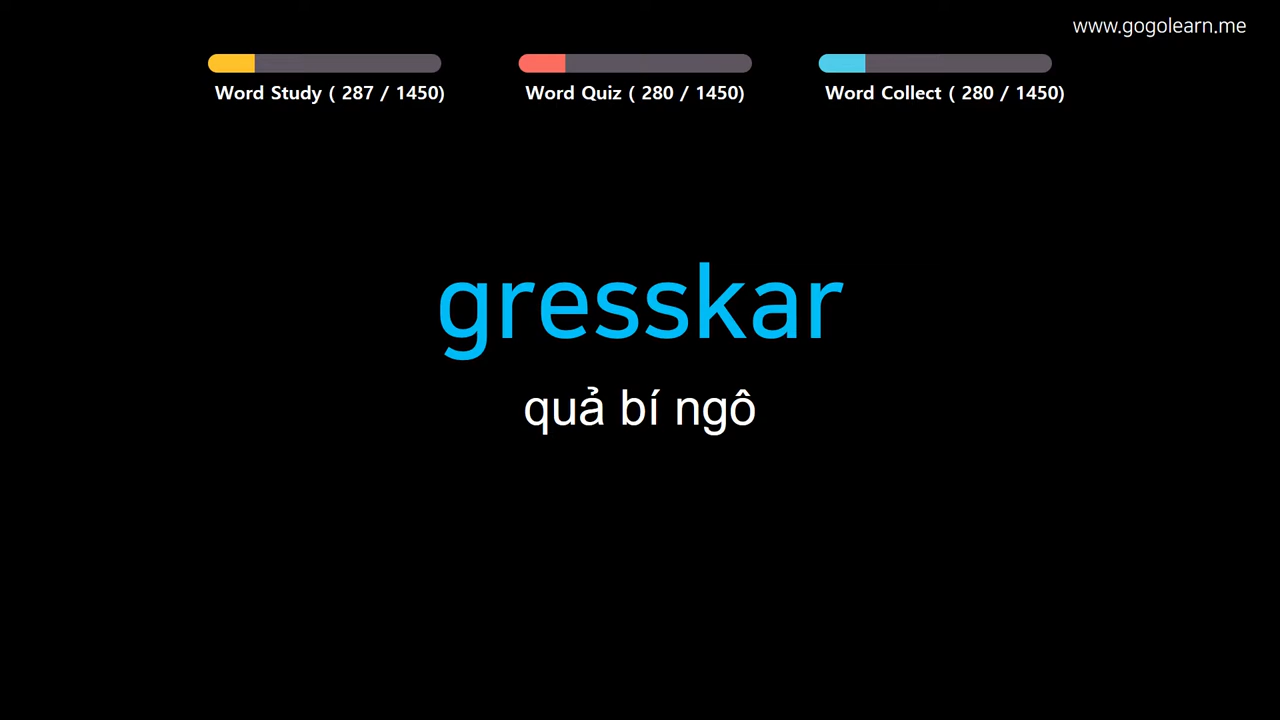 www.gogolearn.me
Word Study ( 287 / 1450)
Word Quiz ( 280 / 1450)
Word Collect ( 280 / 1450)
gresskar
quả bí ngô